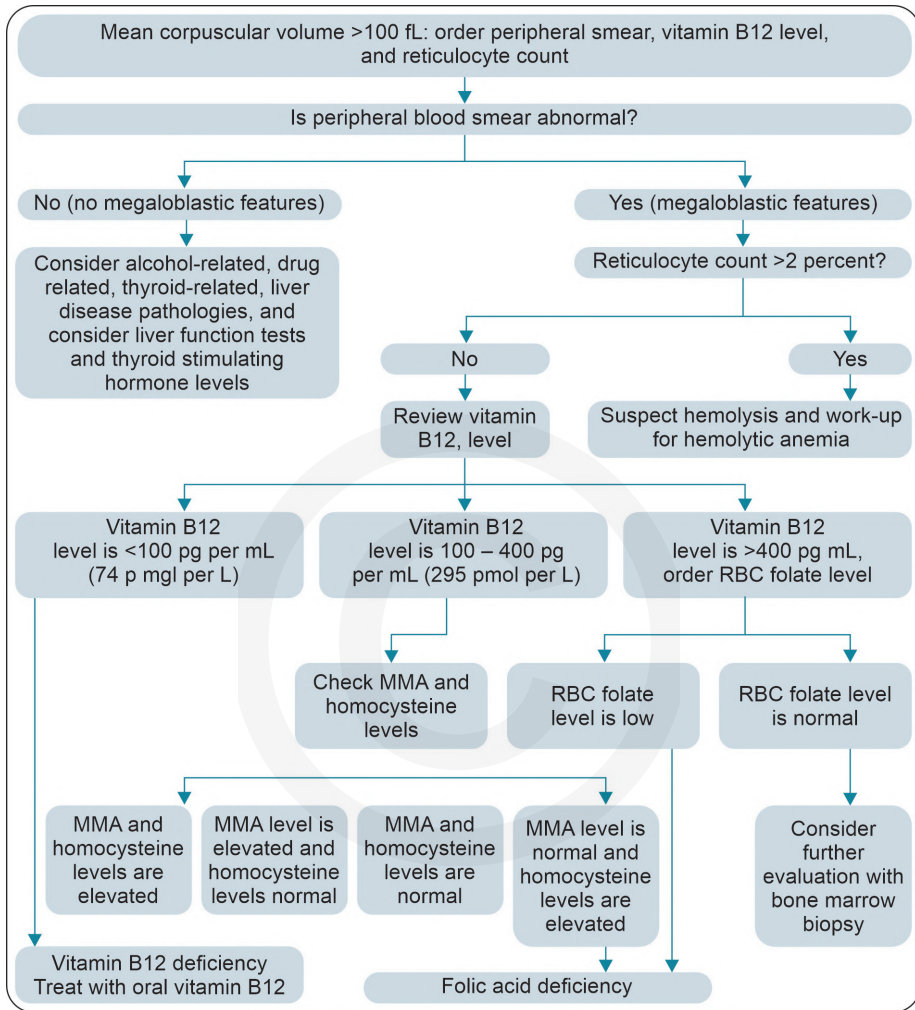 Mean corpuscular volume >100 fL: order peripheral smear, vitamin B12 level,
and reticulocyte count
Is peripheral blood smear abnormal?
No (no megaloblastic features)
Yes (megaloblastic features)
Consider alcohol-related, drug
related, thyroid-related, liver
disease pathologies, and
consider liver function tests
and thyroid stimulating
hormone levels
Reticulocyte count >2 percent?
No
Yes
Review vitamin
B12, level
Suspect hemolysis and work-up
for hemolytic anemia
Vitamin B12
level is <100 pg per mL
(74 p mgl per L)
Vitamin B12
level is 100 – 400 pg
per mL (295 pmol per L)
Vitamin B12
level is >400 pg mL,
order RBC folate level
Check MMA and
homocysteine
levels
RBC folate
level is low
RBC folate level
is normal
MMA and
homocysteine
levels are
elevated
MMA level is
elevated and
homocysteine
levels normal
MMA and
homocysteine
levels are
normal
MMA level is
normal and
homocysteine
levels are
elevated
Consider
further
evaluation with
bone marrow
biopsy
Vitamin B12 deficiency
Treat with oral vitamin B12
Folic acid deficiency